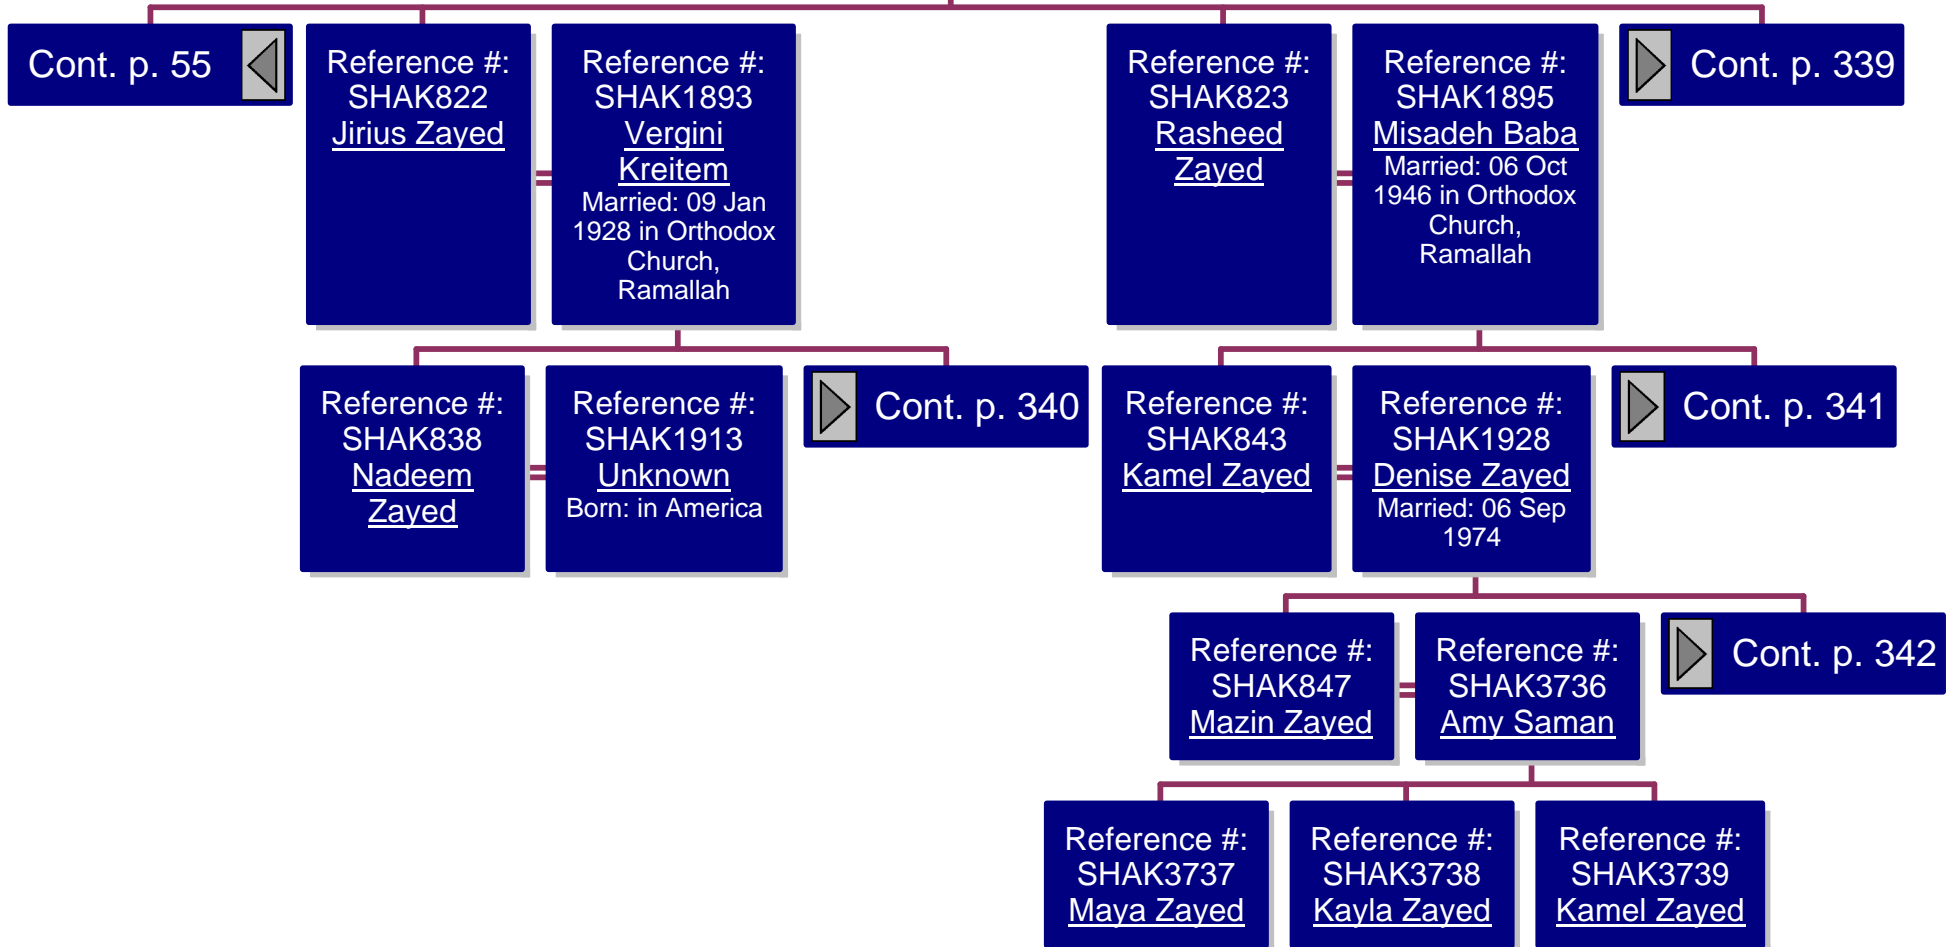 Cont. p. 55
Reference #:
SHAK822
Jirius Zayed
Reference #:
SHAK1893
Vergini
Kreitem
Married: 09 Jan
1928 in Orthodox
Church,
Ramallah
Reference #:
SHAK823
Rasheed
Zayed
Reference #:
SHAK1895
Misadeh Baba
Married: 06 Oct
1946 in Orthodox
Church,
Ramallah
Cont. p. 339
Reference #:
SHAK838
Nadeem
Zayed
Reference #:
SHAK1913
Unknown
Born: in America
Cont. p. 340
Reference #:
SHAK843
Kamel Zayed
Reference #:
SHAK1928
Denise Zayed
Married: 06 Sep
1974
Cont. p. 341
Reference #:
SHAK847
Mazin Zayed
Reference #:
SHAK3736
Amy Saman
Cont. p. 342
Reference #:
SHAK3737
Maya Zayed
Reference #:
SHAK3738
Kayla Zayed
Reference #:
SHAK3739
Kamel Zayed